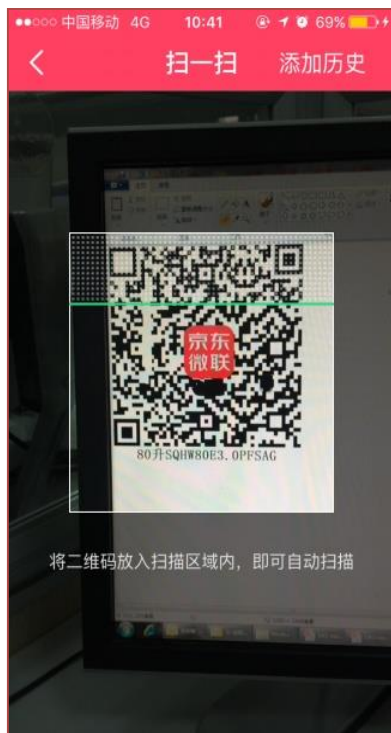 中国移动 4G 10:41 69%
扫一扫 添加历史
京东
微联
80升SQHW80E3.0PFSAG
将二维码放入扫描区域内，即可自动扫描